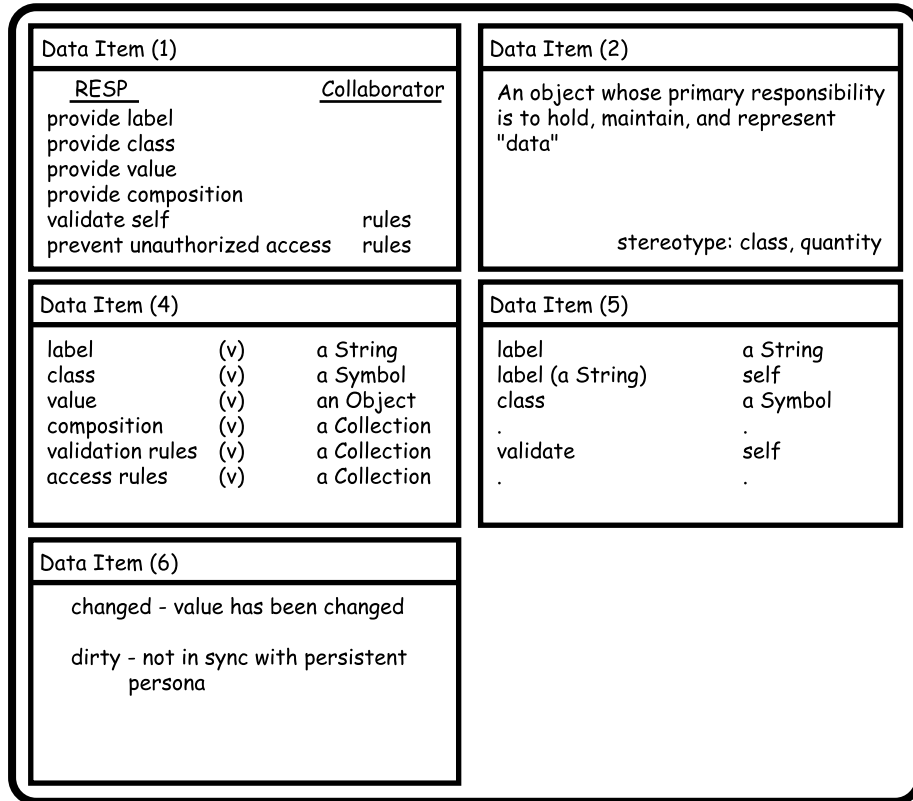 Data Item (1)
RESP Collaborator
provide label
provide class
provide value
provide composition
validate self rules
prevent unauthorized access rules
Data Item (2)
An object whose primary responsibility
is to hold, maintain, and represent
"data"
stereotype: class, quantity
Data Item (4)
label (v) a String
class (v) a Symbol
value (v) an Object
composition (v) a Collection
validation rules (v) a Collection
access rules (v) a Collection
Data Item (5)
label a String
label (a String) self
class a Symbol
. .
validate self
. .
Data Item (6)
changed - value has been changed
dirty - not in sync with persistent
persona